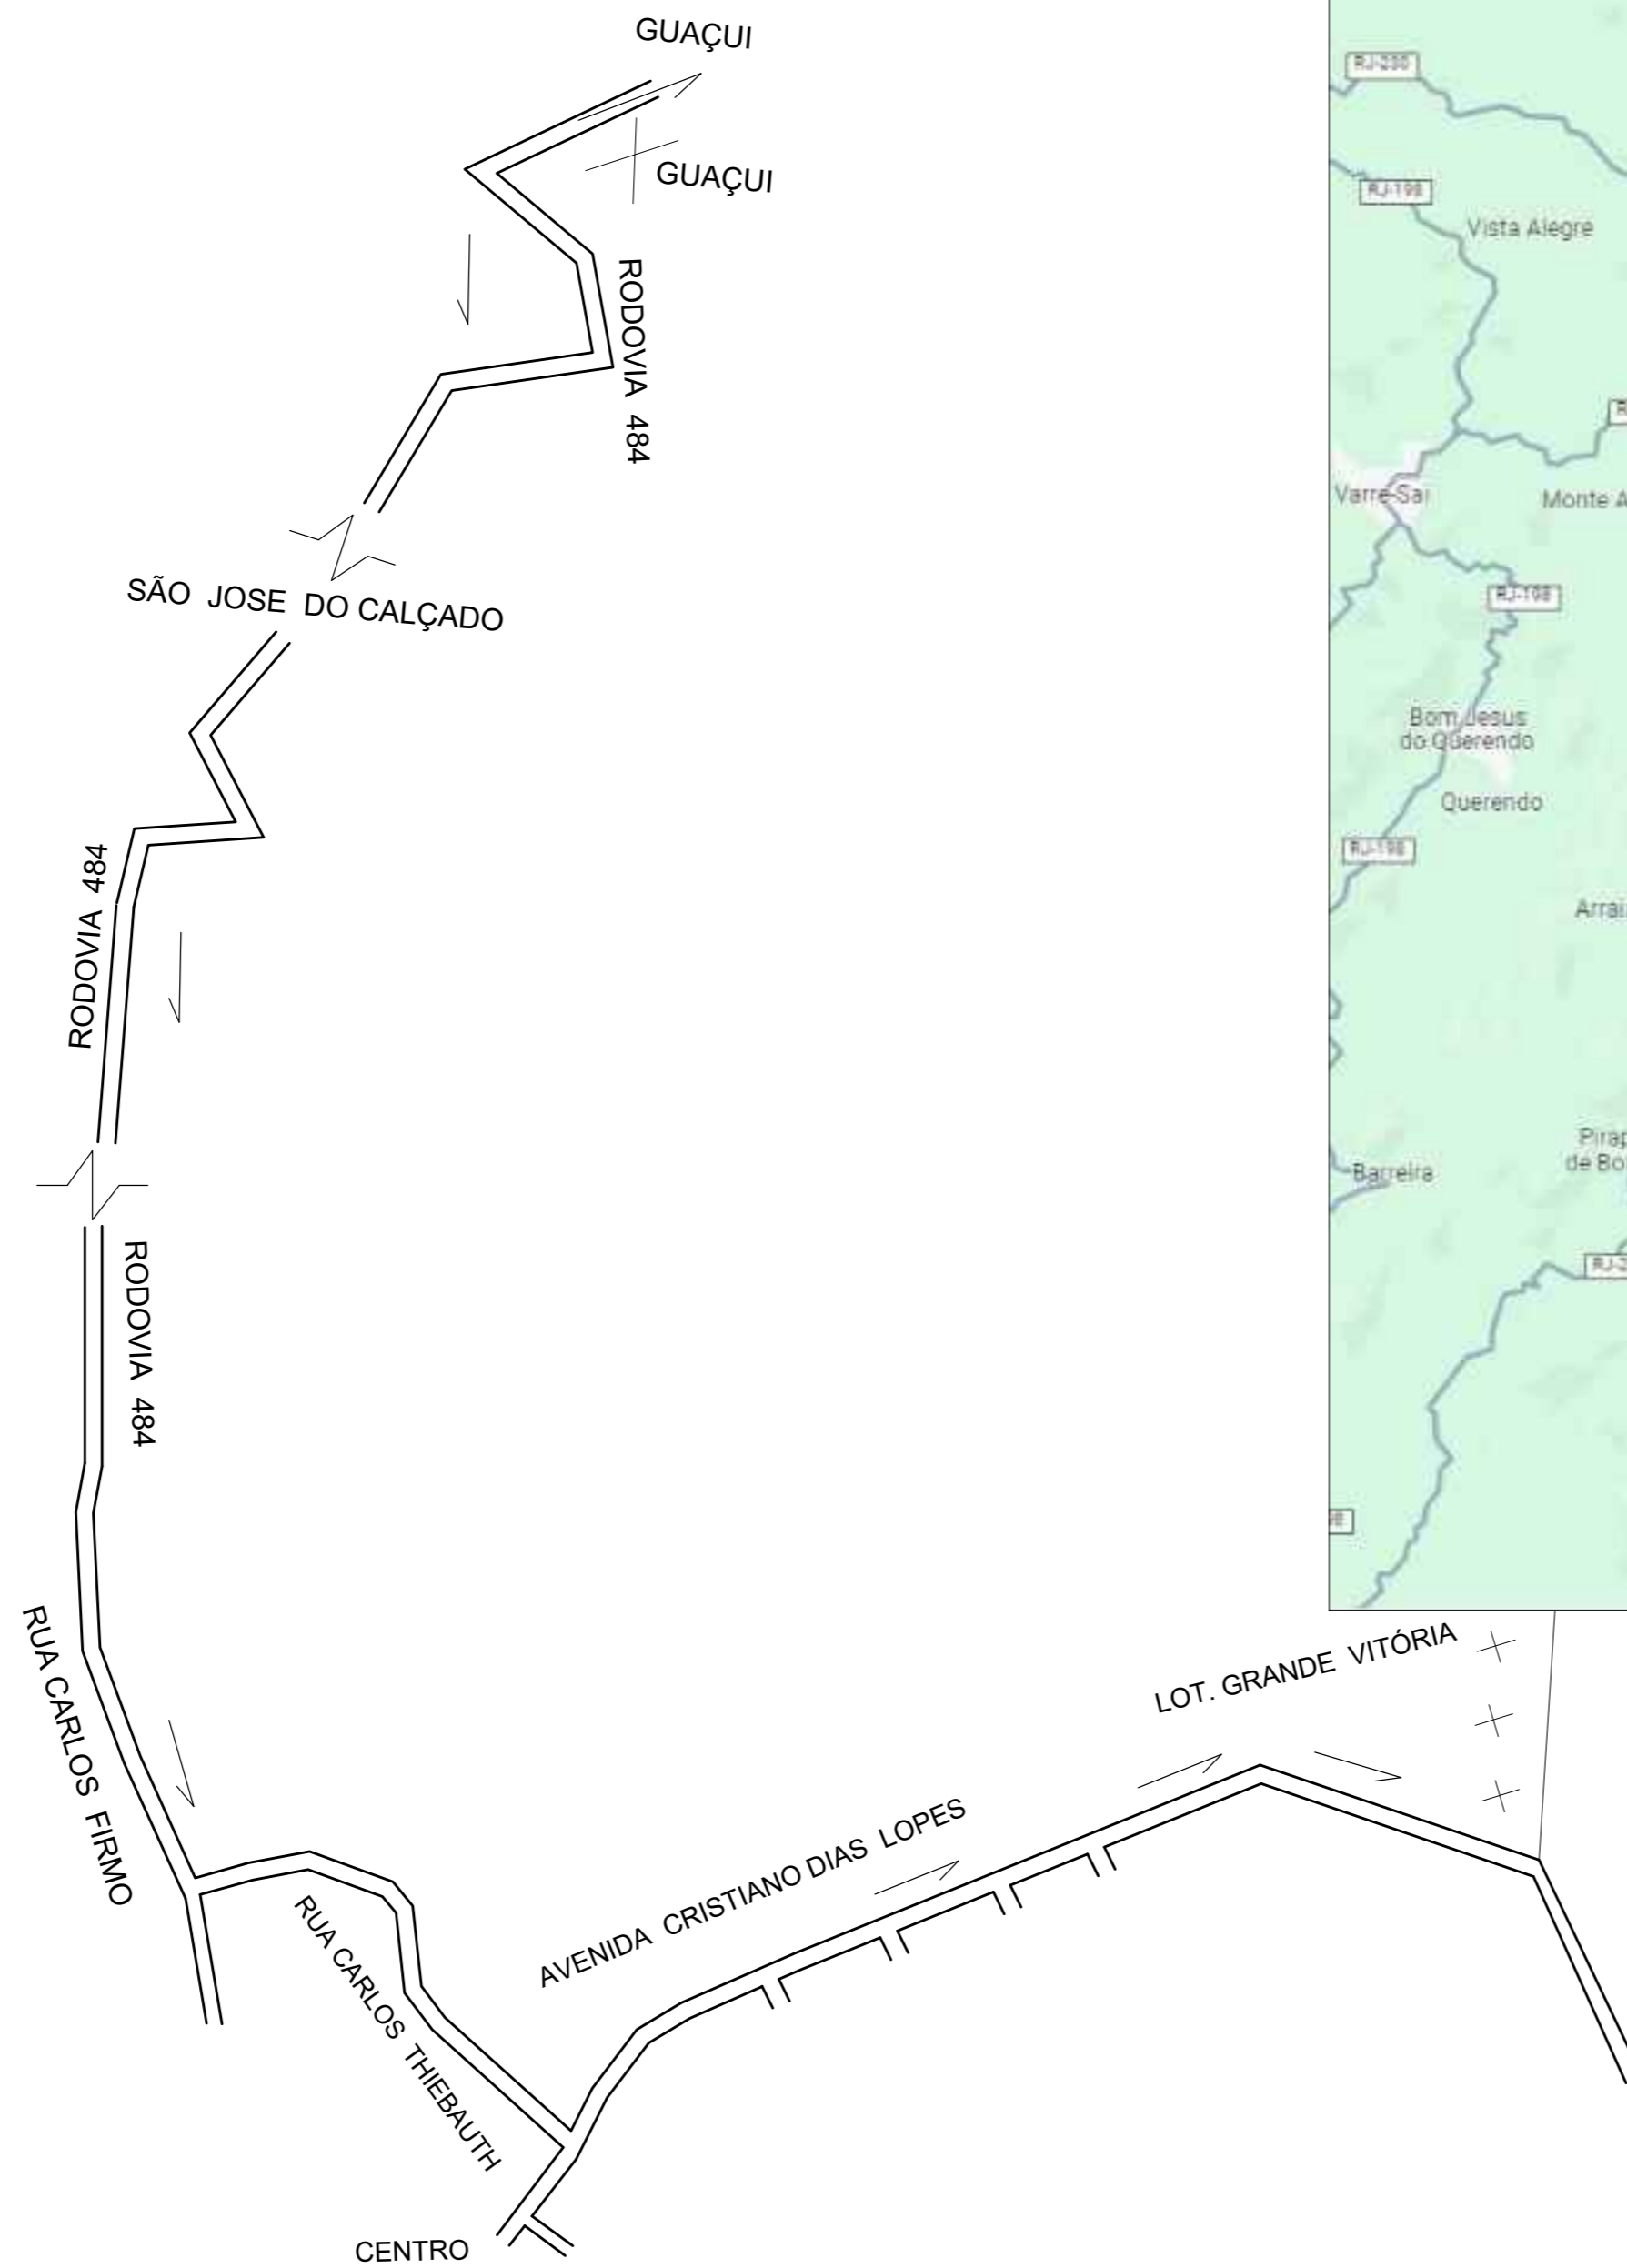 GUAÇUI
GUAÇUI
RODOVIA 484
SÃO JOSE DO CALÇADO
RODOVIA 484
RODOVIA 484
RUA CARLOS FIRMO
RUA CARLOS THIEBAUTH
CENTRO
AVENIDA CRISTIANO DIAS LOPES
LOT. GRANDE VITÓRIA
RJ-230
RJ-198
Vista Alegre
Varre-Sai
Monte A
RJ-198
Bom Jesus
do Querendo
Querendo
RJ-198
Arrai
Pirap
de Bo
Barreira
RJ-2